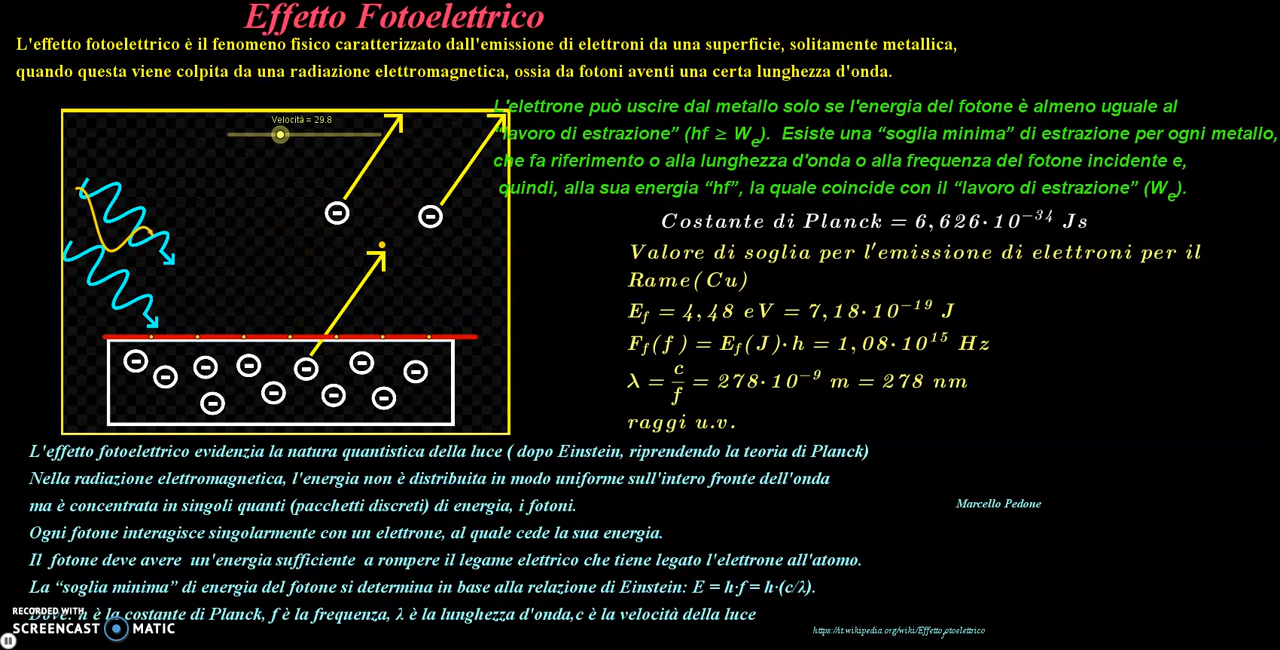 Effetto Fotoelettrico
L'effetto fotoelettrico è il fenomeno fisico caratterizzato dall'emissione di elettroni da una superficie, solitamente metallica,
quando questa viene colpita da una radiazione elettromagnetica, ossia da fotoni aventi una certa lunghezza d'onda.
Velocità = 29.8
L'elettrone può uscire dal metallo solo se l'energia del fotone è almeno uguale al
“lavoro di estrazione” (hf ≥ We). Esiste una “soglia minima” di estrazione per ogni metallo,
che fa riferimento o alla lunghezza d'onda o alla frequenza del fotone incidente e,
quindi, alla sua energia “hf”, la quale coincide con il “lavoro di estrazione” (We).
Costante di Planck = 6,626·10⁻³⁴ Js
Valore di soglia per l'emissione di elettroni per il
Rame(Cu)
Ef = 4,48 eV = 7,18·10⁻¹⁹ J
Ff(f) = Ef(J)·h = 1,08·10¹⁵ Hz
λ = c/f = 278·10⁻⁹ m = 278 nm
raggi u.v.
L'effetto fotoelettrico evidenzia la natura quantistica della luce ( dopo Einstein, riprendendo la teoria di Planck)
Nella radiazione elettromagnetica, l'energia non è distribuita in modo uniforme sull'intero fronte dell'onda
ma è concentrata in singoli quanti (pacchetti discreti) di energia, i fotoni.
Marcello Pedone
Ogni fotone interagisce singolarmente con un elettrone, al quale cede la sua energia.
Il fotone deve avere un'energia sufficiente a rompere il legame elettrico che tiene legato l'elettrone all'atomo.
La “soglia minima” di energia del fotone si determina in base alla relazione di Einstein: E = h·f = h·(c/λ).
Dove: h è la costante di Planck, f è la frequenza, λ è la lunghezza d'onda,c è la velocità della luce
RECORDED WITH
SCREENCAST MATIC
https://it.wikipedia.org/wiki/Effetto_fotoelettrico